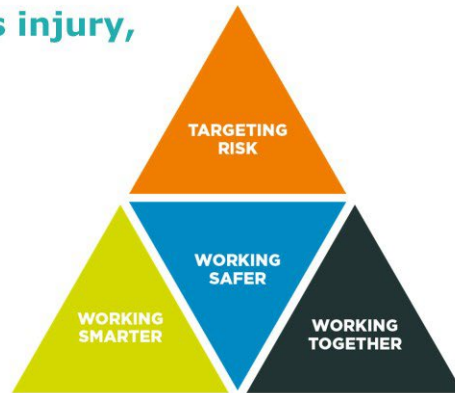 s injury,
TARGETING
RISK
WORKING
SAFER
WORKING
SMARTER
WORKING
TOGETHER